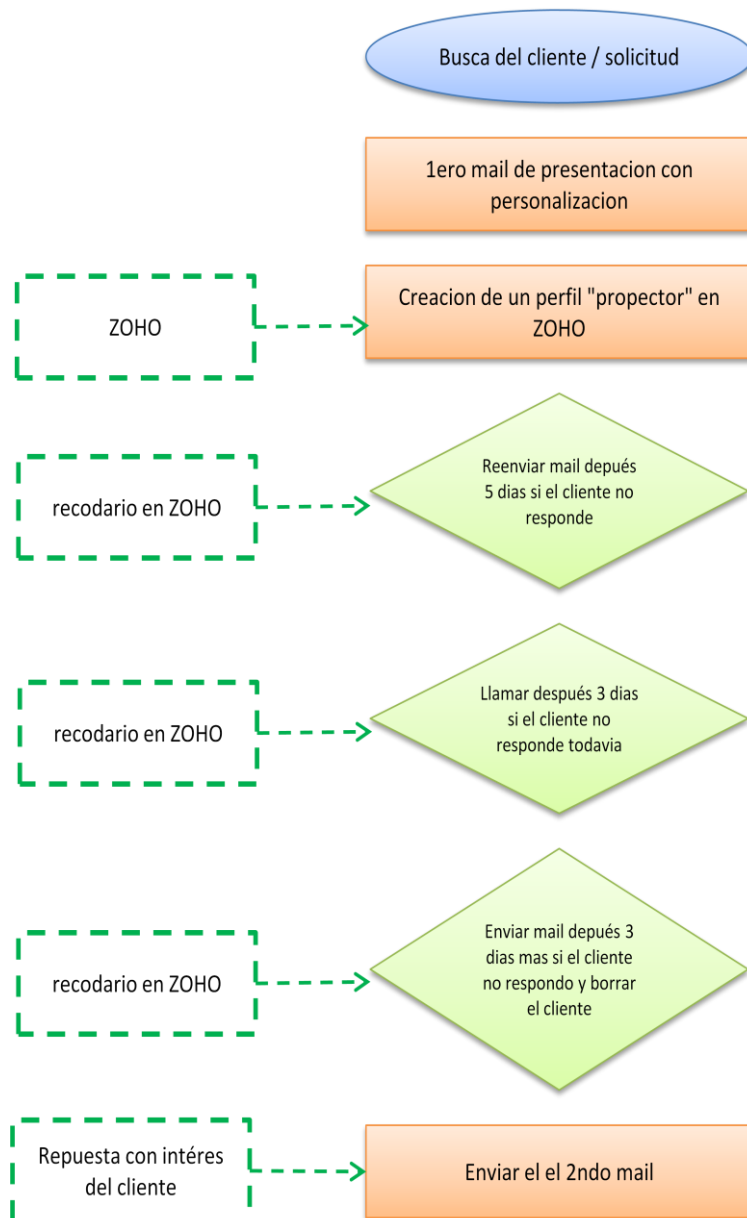 Busca del cliente / solicitud
1ero mail de presentacion con
personalizacion
ZOHO
Creacion de un perfil "propector" en
ZOHO
recodario en ZOHO
Reenviar mail depués
5 dias si el cliente no
responde
recodario en ZOHO
Llamar después 3 dias
si el cliente no
responde todavia
recodario en ZOHO
Enviar mail depués 3
dias mas si el cliente
no respondo y borrar
el cliente
Repuesta con intéres
del cliente
Enviar el el 2ndo mail